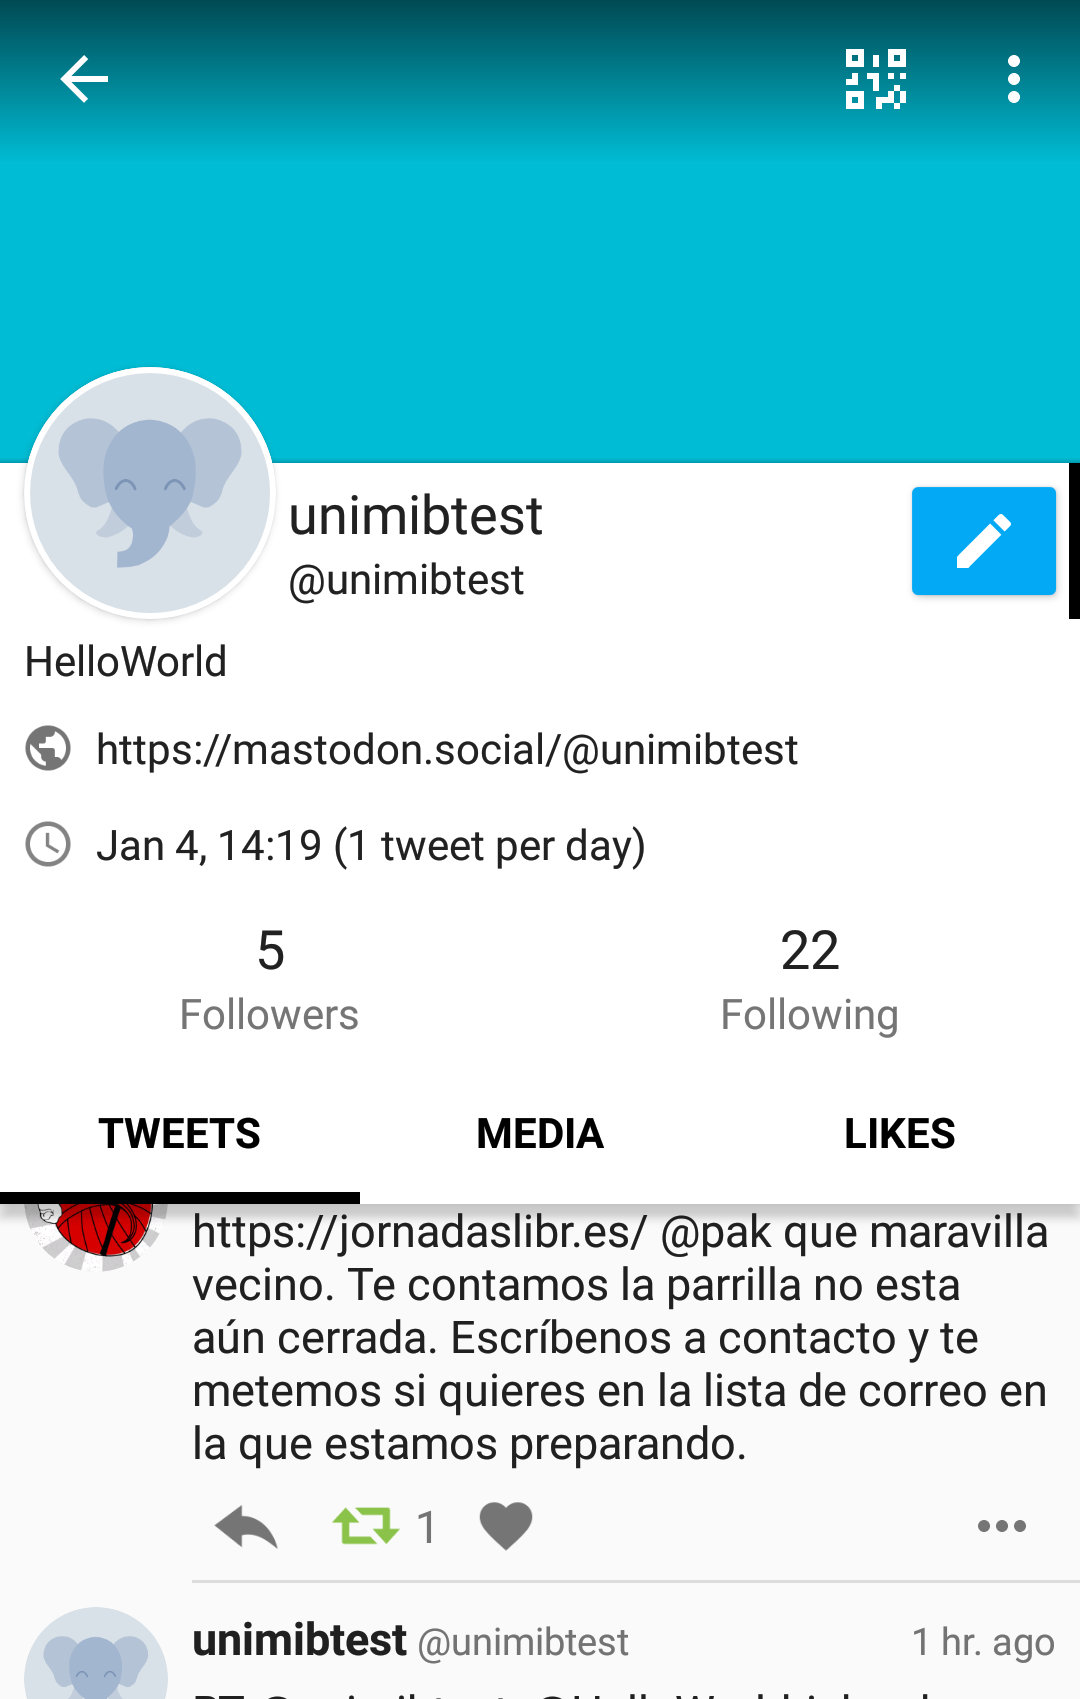 unimibtest
@unimibtest
HelloWorld
https://mastodon.social/@unimibtest
Jan 4, 14:19 (1 tweet per day)
5
Followers
22
Following
TWEETS
MEDIA
LIKES
https://jornadaslibr.es/ @pak que maravilla
vecino. Te contamos la parrilla no esta
aún cerrada. Escríbenos a contacto y te
metemos si quieres en la lista de correo en
la que estamos preparando.
1
unimibtest @unimibtest
1 hr. ago